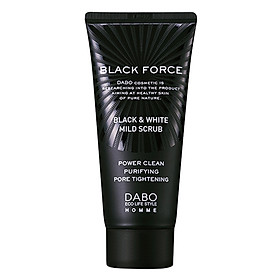 BLACK FORCE
DABO COSMETIC IS
RESEARCHING INTO THE PRODUCT
AIMING AT HEALTHY SKIN
OF PURE NATURE.
BLACK & WHITE
MILD SCRUB
POWER CLEAN
PURIFYING
PORE TIGHTENING
DABO
ECO LIFE STYLE
HOMME